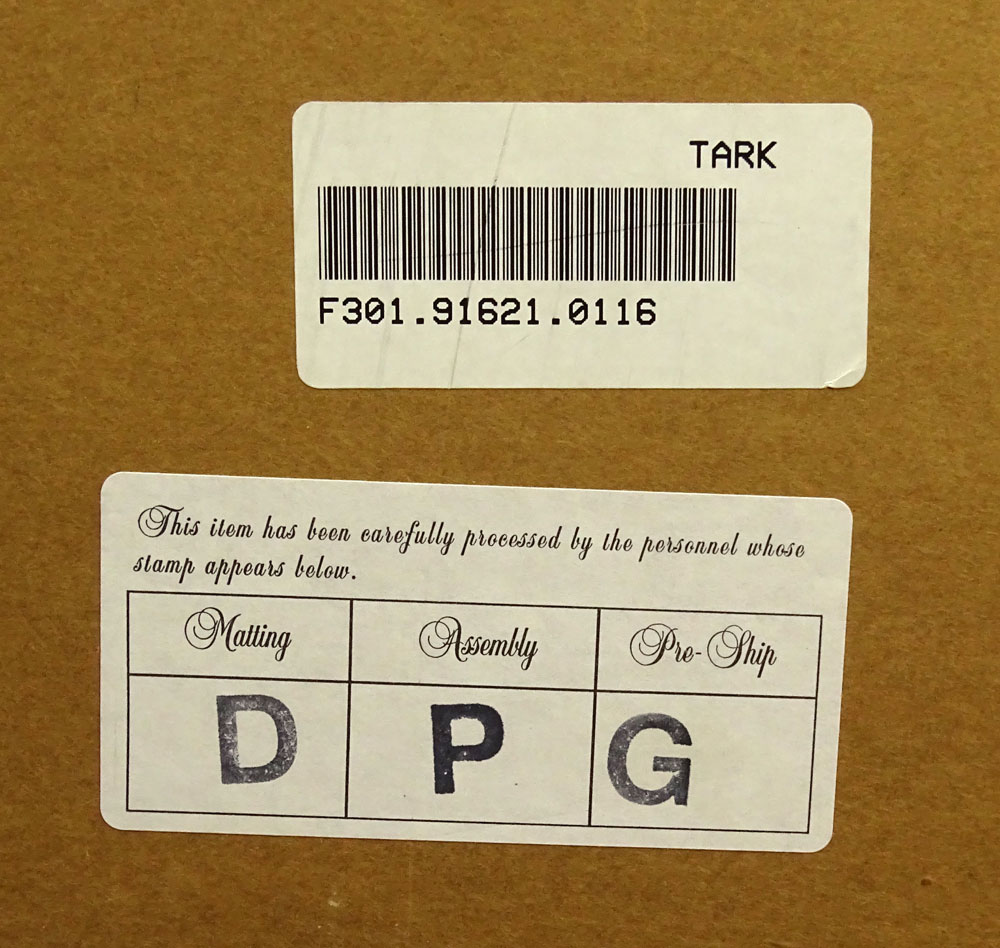 TARK
F301.91621.0116
This item has been carefully processed by the personnel whose
stamp appears below.
Matting Assembly Pre-Ship
D P G